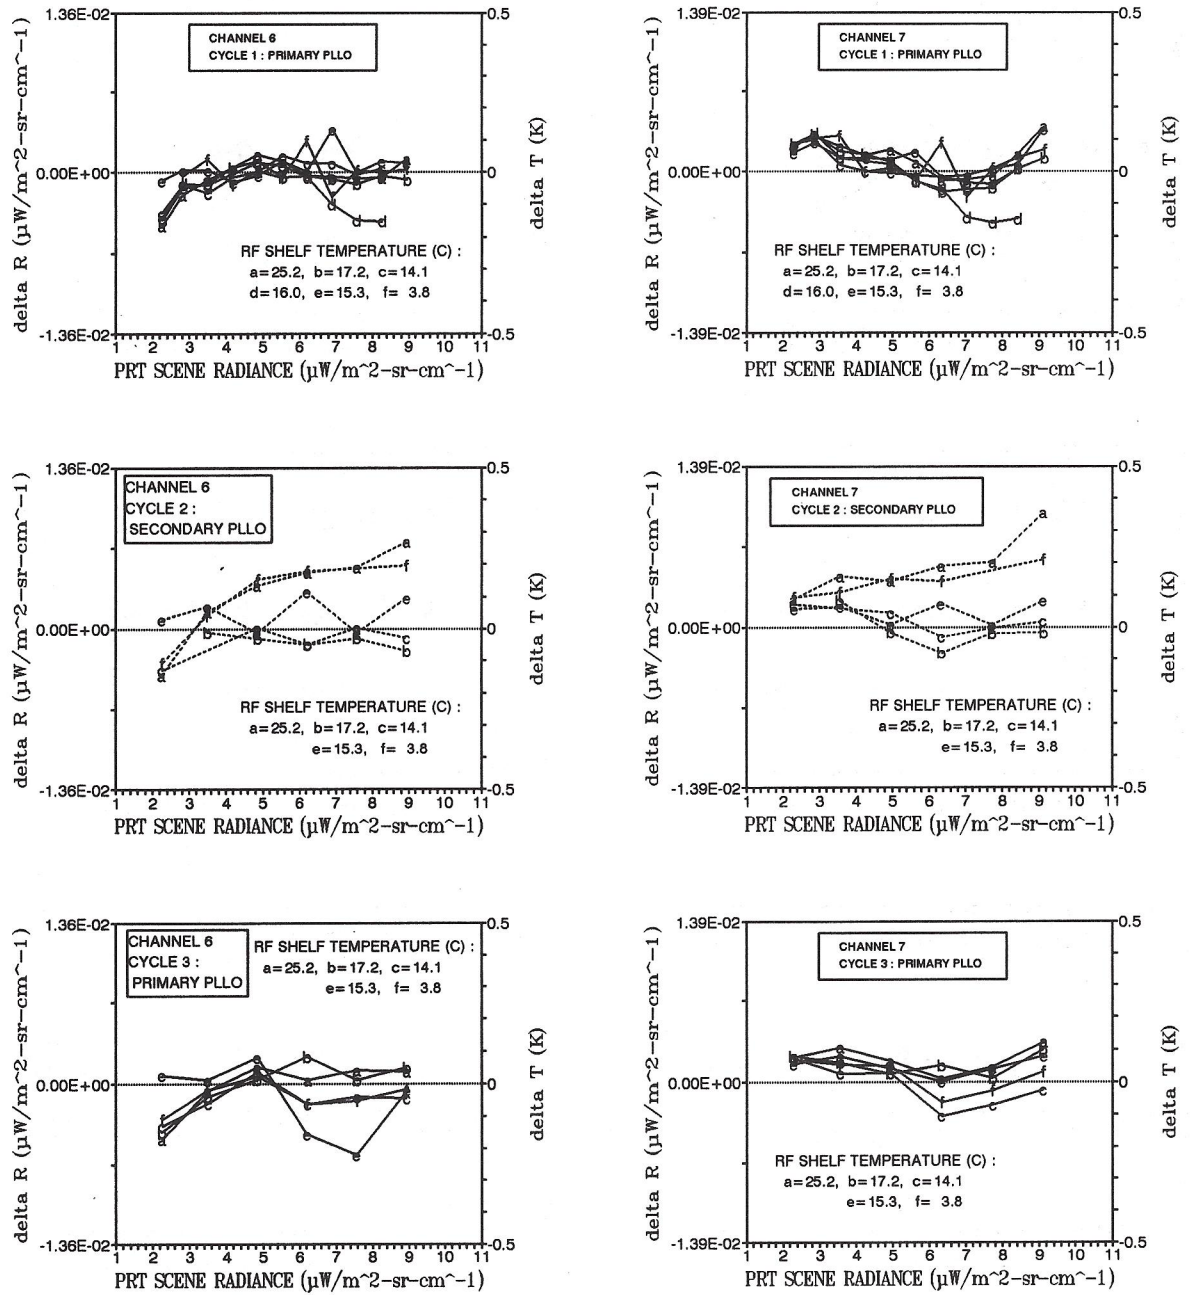 1.36E-02
0.5
CHANNEL 6
CYCLE 1 : PRIMARY PLLO
delta R (µW/m^2-sr-cm^-1)
0.00E+00
0
delta T (K)
RF SHELF TEMPERATURE (C) :
a=25.2, b=17.2, c=14.1
d=16.0, e=15.3, f= 3.8
-1.36E-02
-0.5
1 2 3 4 5 6 7 8 9 10 11
PRT SCENE RADIANCE (µW/m^2-sr-cm^-1)
1.39E-02
0.5
CHANNEL 7
CYCLE 1 : PRIMARY PLLO
delta R (µW/m^2-sr-cm^-1)
0.00E+00
0
delta T (K)
RF SHELF TEMPERATURE (C) :
a=25.2, b=17.2, c=14.1
d=16.0, e=15.3, f= 3.8
-1.39E-02
-0.5
1 2 3 4 5 6 7 8 9 10 11
PRT SCENE RADIANCE (µW/m^2-sr-cm^-1)
1.36E-02
0.5
CHANNEL 6
CYCLE 2 :
SECONDARY PLLO
delta R (µW/m^2-sr-cm^-1)
0.00E+00
0
delta T (K)
RF SHELF TEMPERATURE (C) :
a=25.2, b=17.2, c=14.1
e=15.3, f= 3.8
-1.36E-02
-0.5
1 2 3 4 5 6 7 8 9 10 11
PRT SCENE RADIANCE (µW/m^2-sr-cm^-1)
1.39E-02
0.5
CHANNEL 7
CYCLE 2 : SECONDARY PLLO
delta R (µW/m^2-sr-cm^-1)
0.00E+00
0
delta T (K)
RF SHELF TEMPERATURE (C) :
a=25.2, b=17.2, c=14.1
e=15.3, f= 3.8
-1.39E-02
-0.5
1 2 3 4 5 6 7 8 9 10 11
PRT SCENE RADIANCE (µW/m^2-sr-cm^-1)
1.36E-02
0.5
CHANNEL 6
CYCLE 3 :
PRIMARY PLLO
RF SHELF TEMPERATURE (C) :
a=25.2, b=17.2, c=14.1
e=15.3, f= 3.8
delta R (µW/m^2-sr-cm^-1)
0.00E+00
0
delta T (K)
-1.36E-02
-0.5
1 2 3 4 5 6 7 8 9 10 11
PRT SCENE RADIANCE (µW/m^2-sr-cm^-1)
1.39E-02
0.5
CHANNEL 7
CYCLE 3 : PRIMARY PLLO
delta R (µW/m^2-sr-cm^-1)
0.00E+00
0
delta T (K)
RF SHELF TEMPERATURE (C) :
a=25.2, b=17.2, c=14.1
e=15.3, f= 3.8
-1.39E-02
-0.5
1 2 3 4 5 6 7 8 9 10 11
PRT SCENE RADIANCE (µW/m^2-sr-cm^-1)